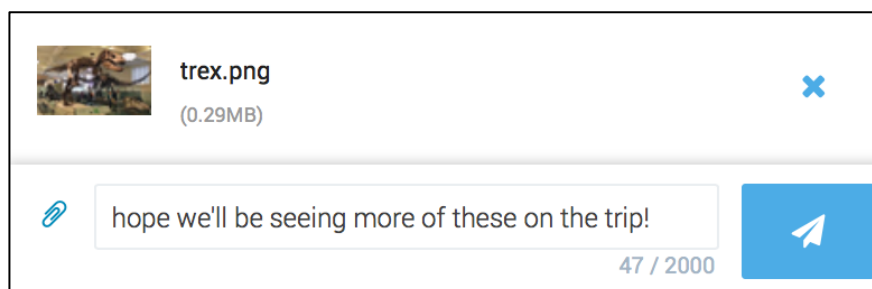 trex.png
(0.29MB)
hope we'll be seeing more of these on the trip!
47 / 2000